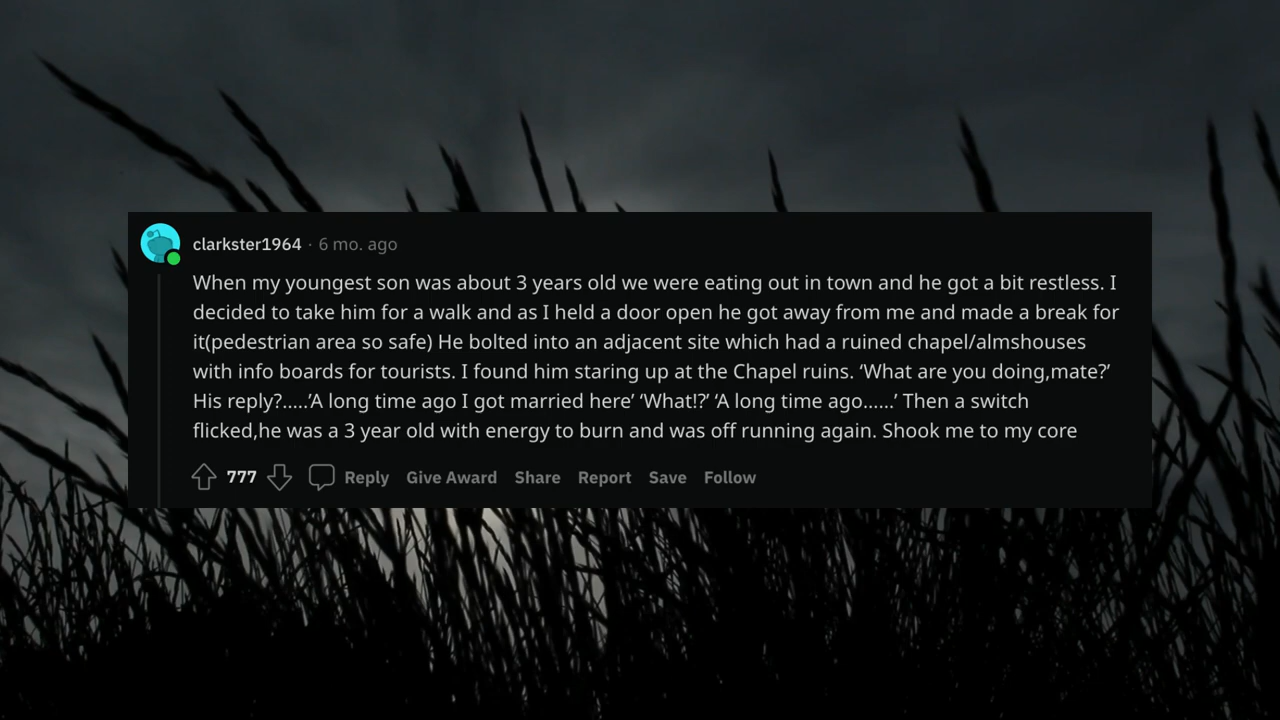 clarkster1964 · 6 mo. ago
When my youngest son was about 3 years old we were eating out in town and he got a bit restless. I
decided to take him for a walk and as I held a door open he got away from me and made a break for
it(pedestrian area so safe) He bolted into an adjacent site which had a ruined chapel/almshouses
with info boards for tourists. I found him staring up at the Chapel ruins. ‘What are you doing,mate?’
His reply?.....’A long time ago I got married here’ ‘What!?’ ‘A long time ago......’ Then a switch
flicked,he was a 3 year old with energy to burn and was off running again. Shook me to my core
777 Reply Give Award Share Report Save Follow